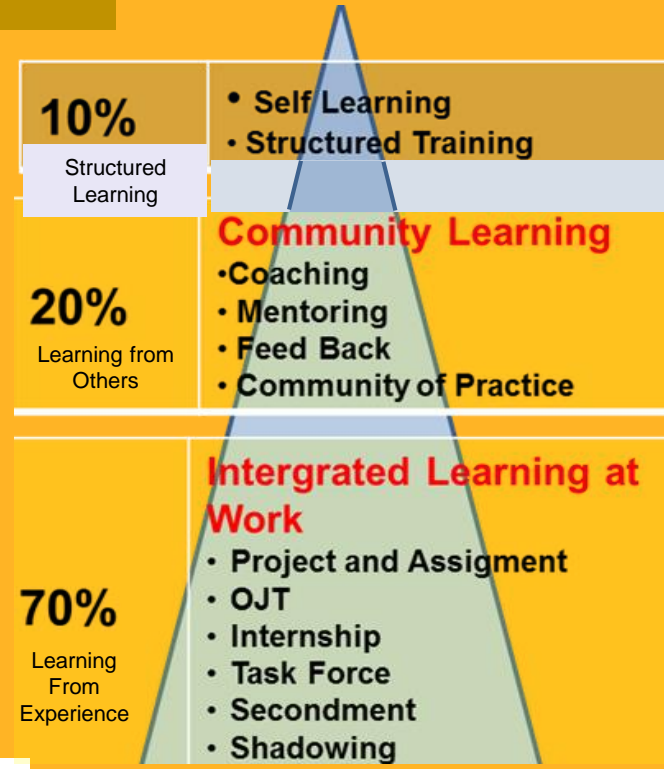 10%
Structured
Learning
• Self Learning
• Structured Training
20%
Learning from
Others
Community Learning
•Coaching
• Mentoring
• Feed Back
• Community of Practice
70%
Learning
From
Experience
Intergrated Learning at
Work
• Project and Assigment
• OJT
• Internship
• Task Force
• Secondment
• Shadowing